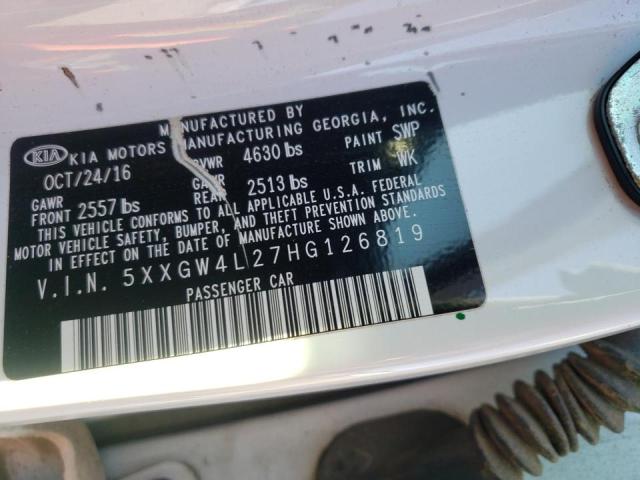 MANUFACTURED BY
KIA KIA MOTORS MANUFACTURING GEORGIA, INC.
OCT/24/16 GVWR 4630 lbs PAINT SWP
GAWR FRONT 2557 lbs GAWR REAR 2513 lbs TRIM WK
THIS VEHICLE CONFORMS TO ALL APPLICABLE U.S.A. FEDERAL
MOTOR VEHICLE SAFETY, BUMPER, AND THEFT PREVENTION STANDARDS
IN EFFECT ON THE DATE OF MANUFACTURE SHOWN ABOVE.
V.I.N. 5XXGW4L27HG126819
PASSENGER CAR